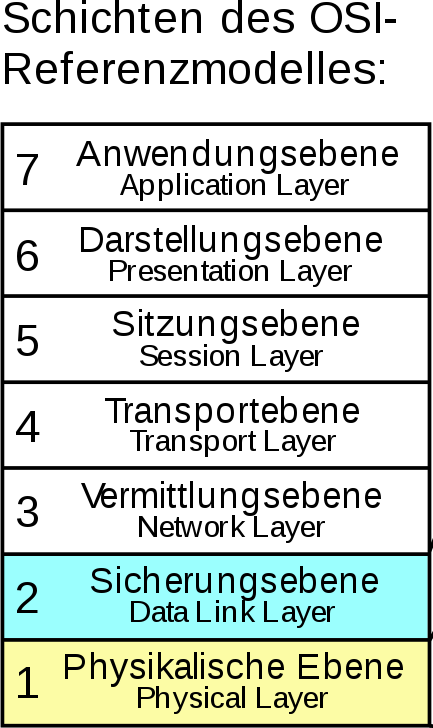 Schichten des OSI-
Referenzmodelles:
7 Anwendungsebene
Application Layer
6 Darstellungsebene
Presentation Layer
5 Sitzungsebene
Session Layer
4 Transportebene
Transport Layer
3 Vermittlungsebene
Network Layer
2 Sicherungsebene
Data Link Layer
1 Physikalische Ebene
Physical Layer